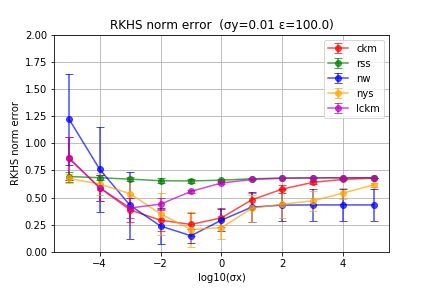 RKHS norm error (σy=0.01 ε=100.0)
2.00
1.75
1.50
1.25
1.00
0.75
0.50
0.25
0.00
RKHS norm error
ckm
rss
nw
nys
lckm
−4 −2 0 2 4
log10(σx)